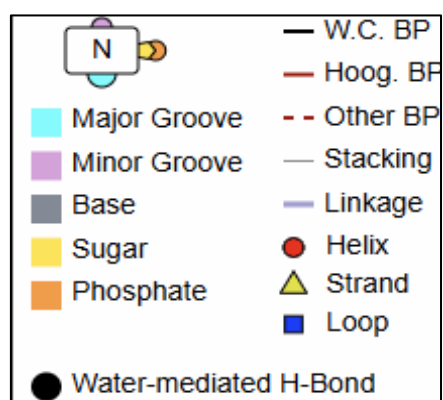 N
W.C. BP
Hoog. BP
Major Groove
Other BP
Minor Groove
Stacking
Base
Linkage
Sugar
Helix
Phosphate
Strand
Loop
Water-mediated H-Bond